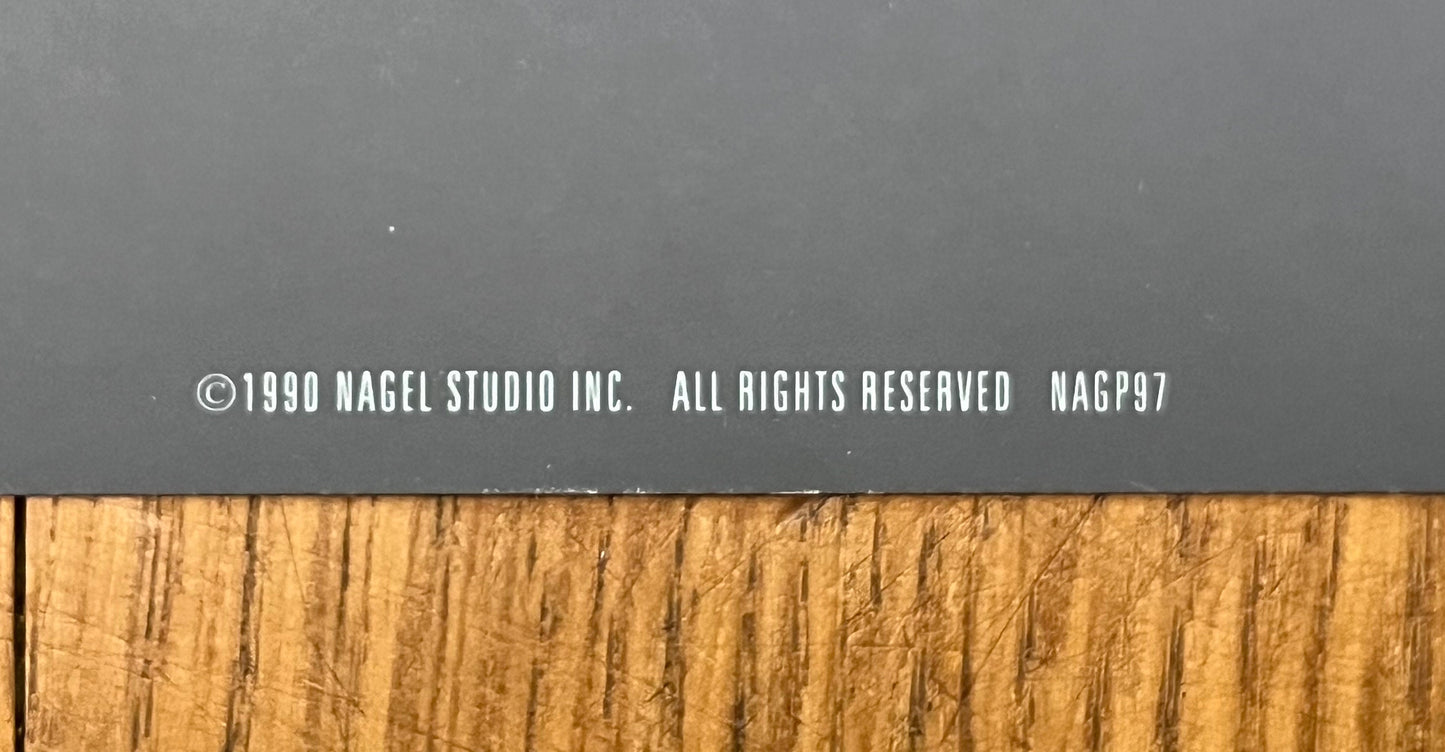 ©1990 NAGEL STUDIO INC. ALL RIGHTS RESERVED NAGP97